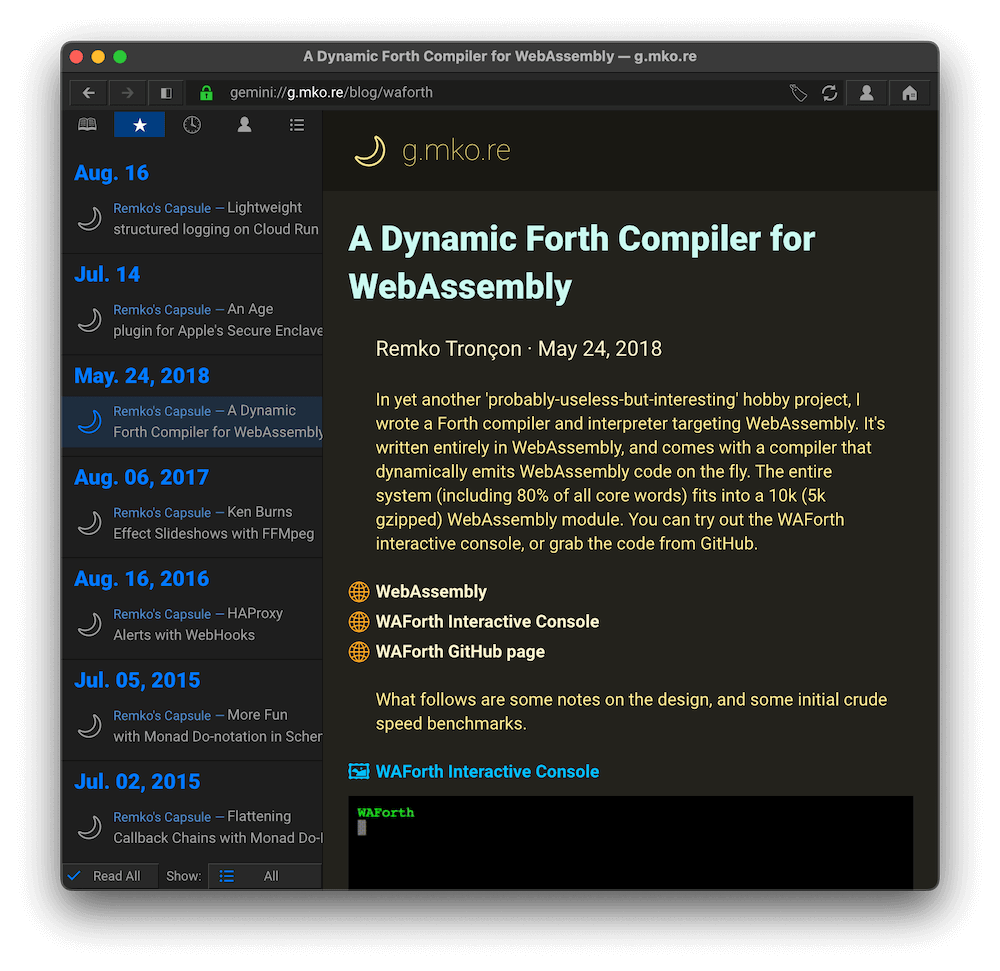 A Dynamic Forth Compiler for WebAssembly — g.mko.re
gemini://g.mko.re/blog/waforth
Aug. 16
Remko's Capsule — Lightweight
structured logging on Cloud Run
Jul. 14
Remko's Capsule — An Age
plugin for Apple's Secure Enclave
May. 24, 2018
Remko's Capsule — A Dynamic
Forth Compiler for WebAssembly
Aug. 06, 2017
Remko's Capsule — Ken Burns
Effect Slideshows with FFMpeg
Aug. 16, 2016
Remko's Capsule — HAProxy
Alerts with WebHooks
Jul. 05, 2015
Remko's Capsule — More Fun
with Monad Do-notation in Schem
Jul. 02, 2015
Remko's Capsule — Flattening
Callback Chains with Monad Do-
Read All
Show:
All
g.mko.re
A Dynamic Forth Compiler for
WebAssembly
Remko Tronçon · May 24, 2018
In yet another 'probably-useless-but-interesting' hobby project, I
wrote a Forth compiler and interpreter targeting WebAssembly. It's
written entirely in WebAssembly, and comes with a compiler that
dynamically emits WebAssembly code on the fly. The entire
system (including 80% of all core words) fits into a 10k (5k
gzipped) WebAssembly module. You can try out the WAForth
interactive console, or grab the code from GitHub.
WebAssembly
WAForth Interactive Console
WAForth GitHub page
What follows are some notes on the design, and some initial crude
speed benchmarks.
WAForth Interactive Console
WAForth